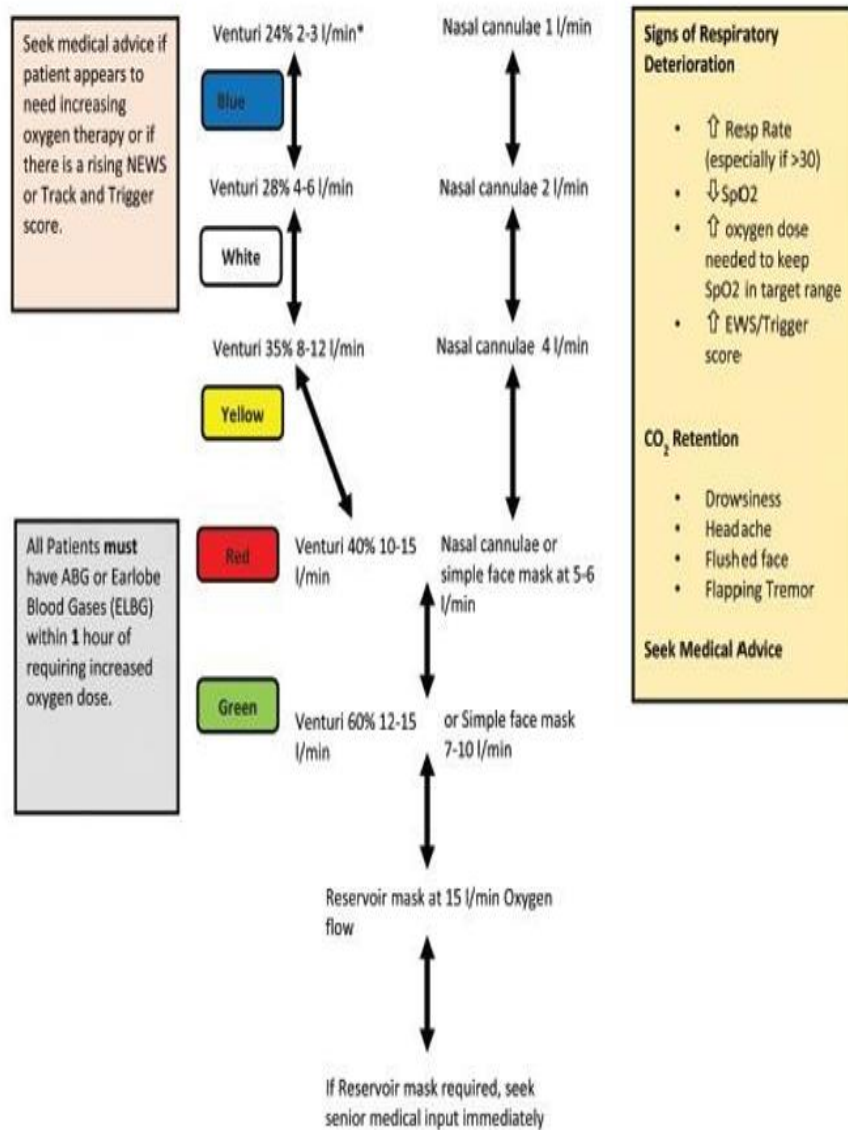 Seek medical advice if
patient appears to
need increasing
oxygen therapy or if
there is a rising NEWS
or Track and Trigger
score.
Venturi 24% 2-3 l/min*
Nasal cannulae 1 l/min
Blue
Venturi 28% 4-6 l/min
Nasal cannulae 2 l/min
White
Venturi 35% 8-12 l/min
Nasal cannulae 4 l/min
Yellow
All Patients must
have ABG or Earlobe
Blood Gases (ELBG)
within 1 hour of
requiring increased
oxygen dose.
Red
Venturi 40% 10-15
l/min
Nasal cannulae or
simple face mask at 5-6
l/min
Green
Venturi 60% 12-15
l/min
or Simple face mask
7-10 l/min
Reservoir mask at 15 l/min Oxygen
flow
If Reservoir mask required, seek
senior medical input immediately
Signs of Respiratory
Deterioration
• ⇧ Resp Rate
(especially if >30)
• ⇩ SpO2
• ⇧ oxygen dose
needed to keep
SpO2 in target range
• ⇧ EWS/Trigger
score
CO₂ Retention
• Drowsiness
• Headache
• Flushed face
• Flapping Tremor
Seek Medical Advice